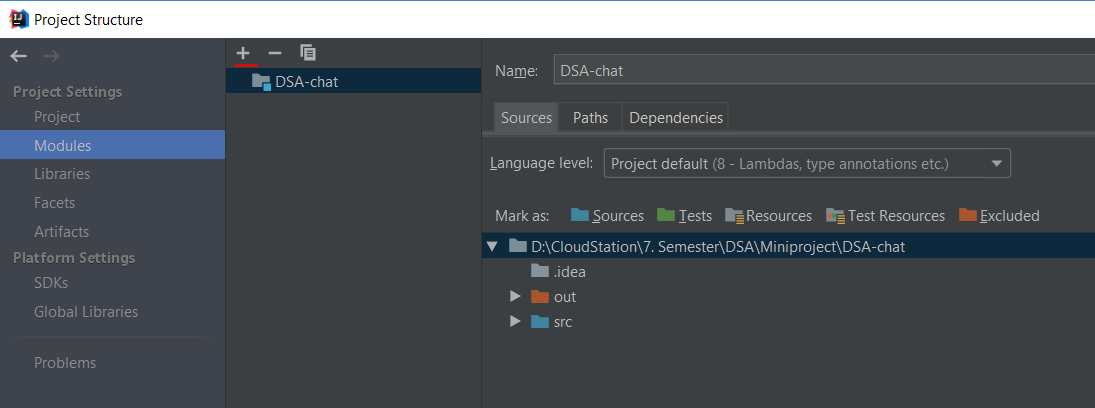 Project Structure
Project Settings
Project
Modules
Libraries
Facets
Artifacts
Platform Settings
SDKs
Global Libraries
Problems
DSA-chat
Name: DSA-chat
Sources Paths Dependencies
Language level: Project default (8 - Lambdas, type annotations etc.)
Mark as: Sources Tests Resources Test Resources Excluded
D:\CloudStation\7. Semester\DSA\Miniproject\DSA-chat
.idea
out
src